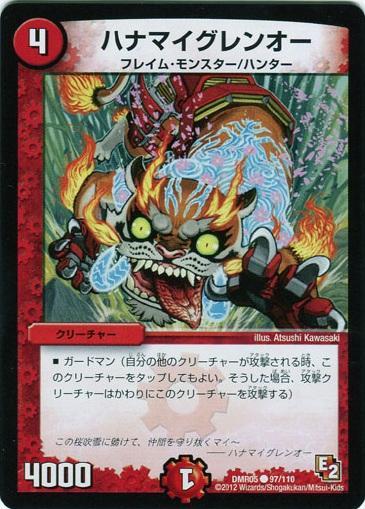 4
ハナマイグレンオー
フレイム・モンスター/ハンター
illus. Atsushi Kawasaki
クリーチャー
■ ガードマン（自分の他のクリーチャーが攻撃される時、こ
のクリーチャーをタップしてもよい。そうした場合、攻撃ク
リーチャーはかわりにこのクリーチャーを攻撃する）
この桜吹雪に賭けて、仲間を守り抜くマイ～
── ハナマイグレンオー
4000
1
DMR05 ● 97/110
©2012 Wizards/Shogakukan/Mitsui-Kids
E2